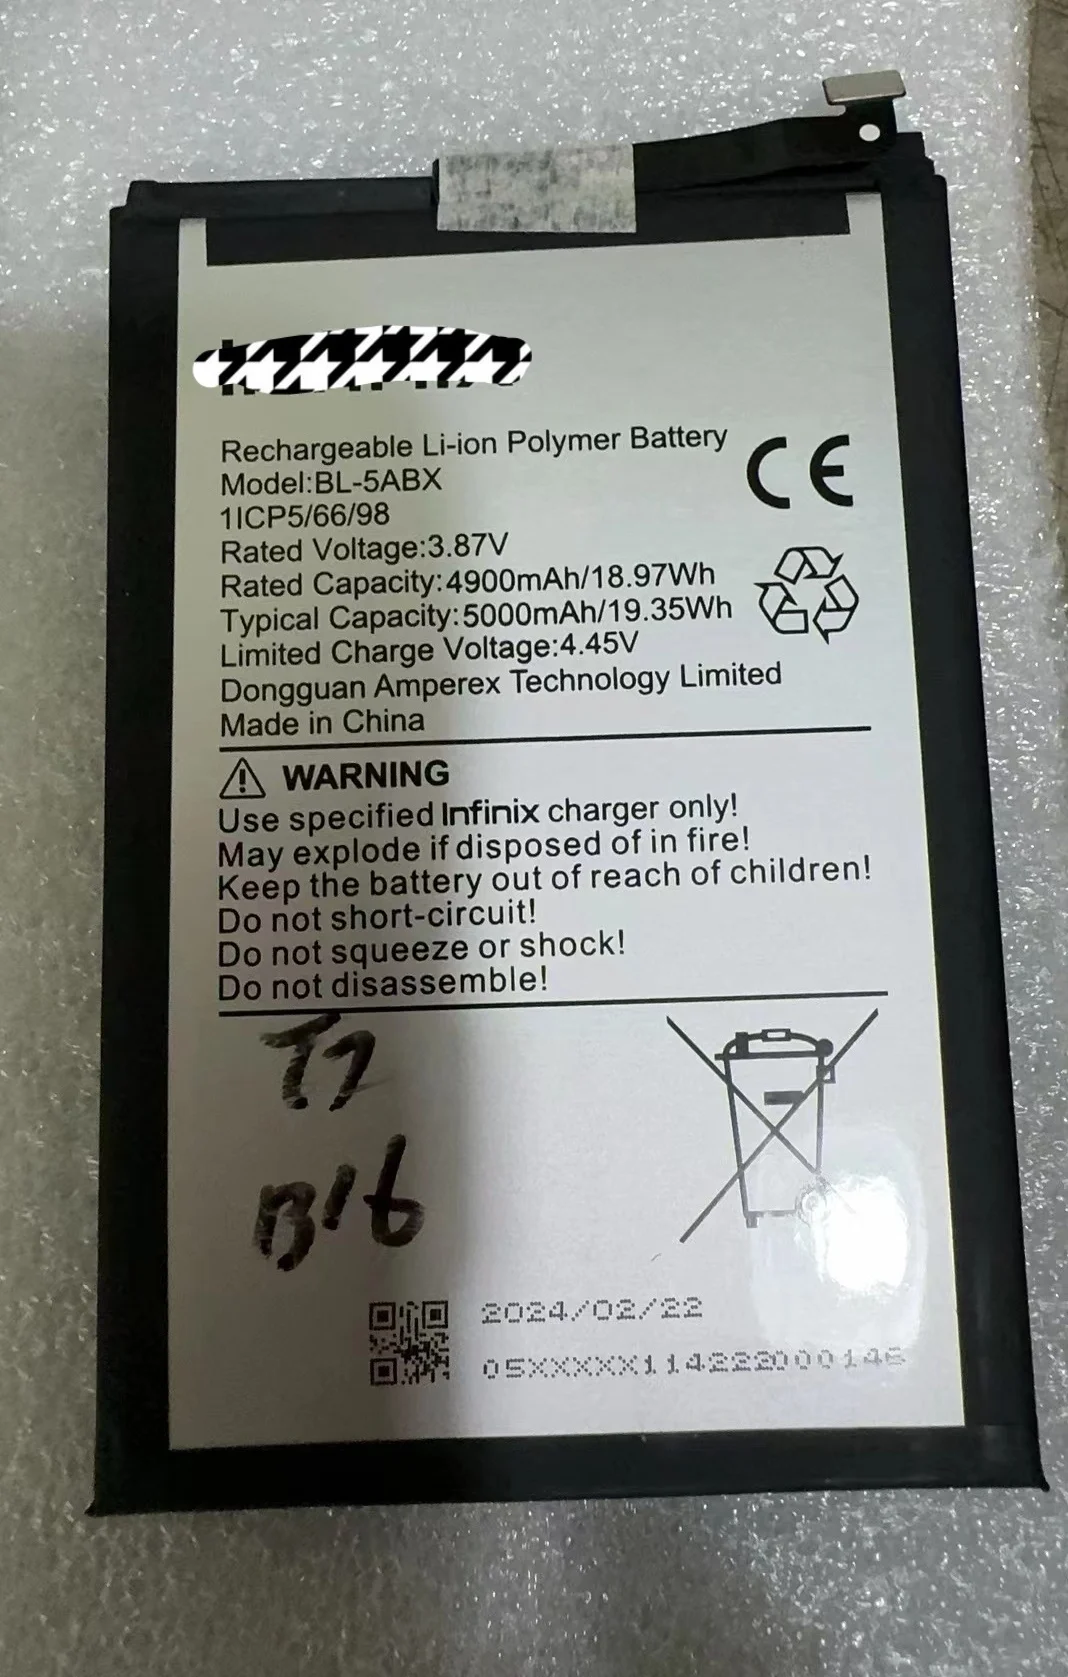 Rechargeable Li-ion Polymer Battery
Model:BL-5ABX
1ICP5/66/98
Rated Voltage:3.87V
Rated Capacity:4900mAh/18.97Wh
Typical Capacity:5000mAh/19.35Wh
Limited Charge Voltage:4.45V
Dongguan Amperex Technology Limited
Made in China
CE
WARNING
Use specified Infinix charger only!
May explode if disposed of in fire!
Keep the battery out of reach of children!
Do not short-circuit!
Do not squeeze or shock!
Do not disassemble!
B16
2024/02/22